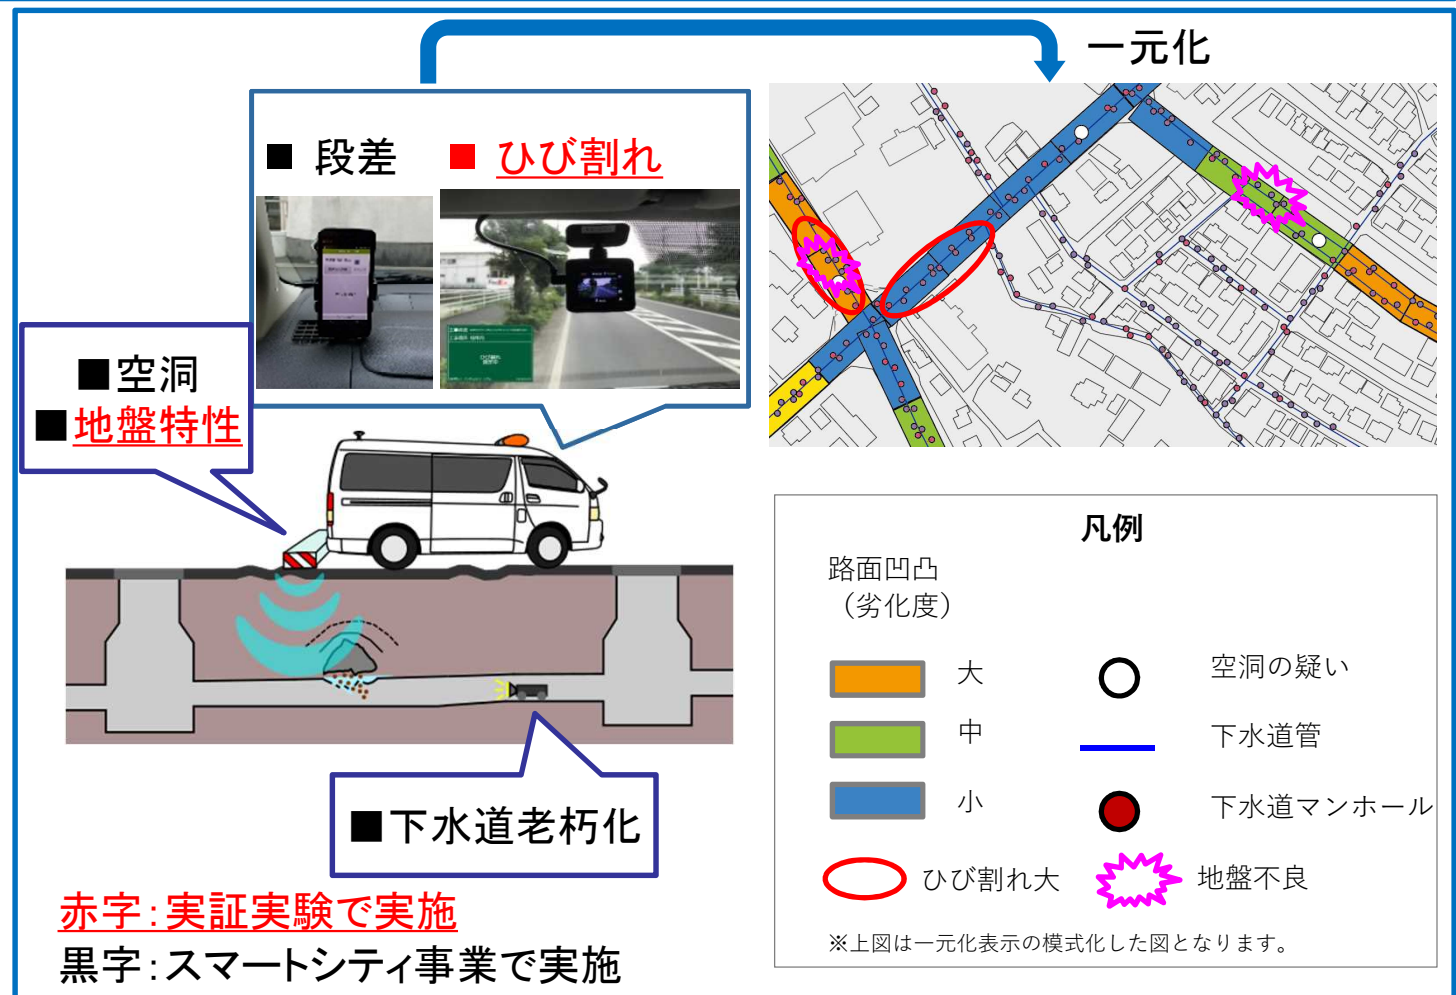 一元化
■ 段差
■ ひび割れ
■空洞
■地盤特性
■下水道老朽化
赤字：実証実験で実施
黒字：スマートシティ事業で実施
凡例
路面凹凸
（劣化度）
大
中
小
ひび割れ大
空洞の疑い
下水道管
下水道マンホール
地盤不良
※上図は一元化表示の模式化した図となります。